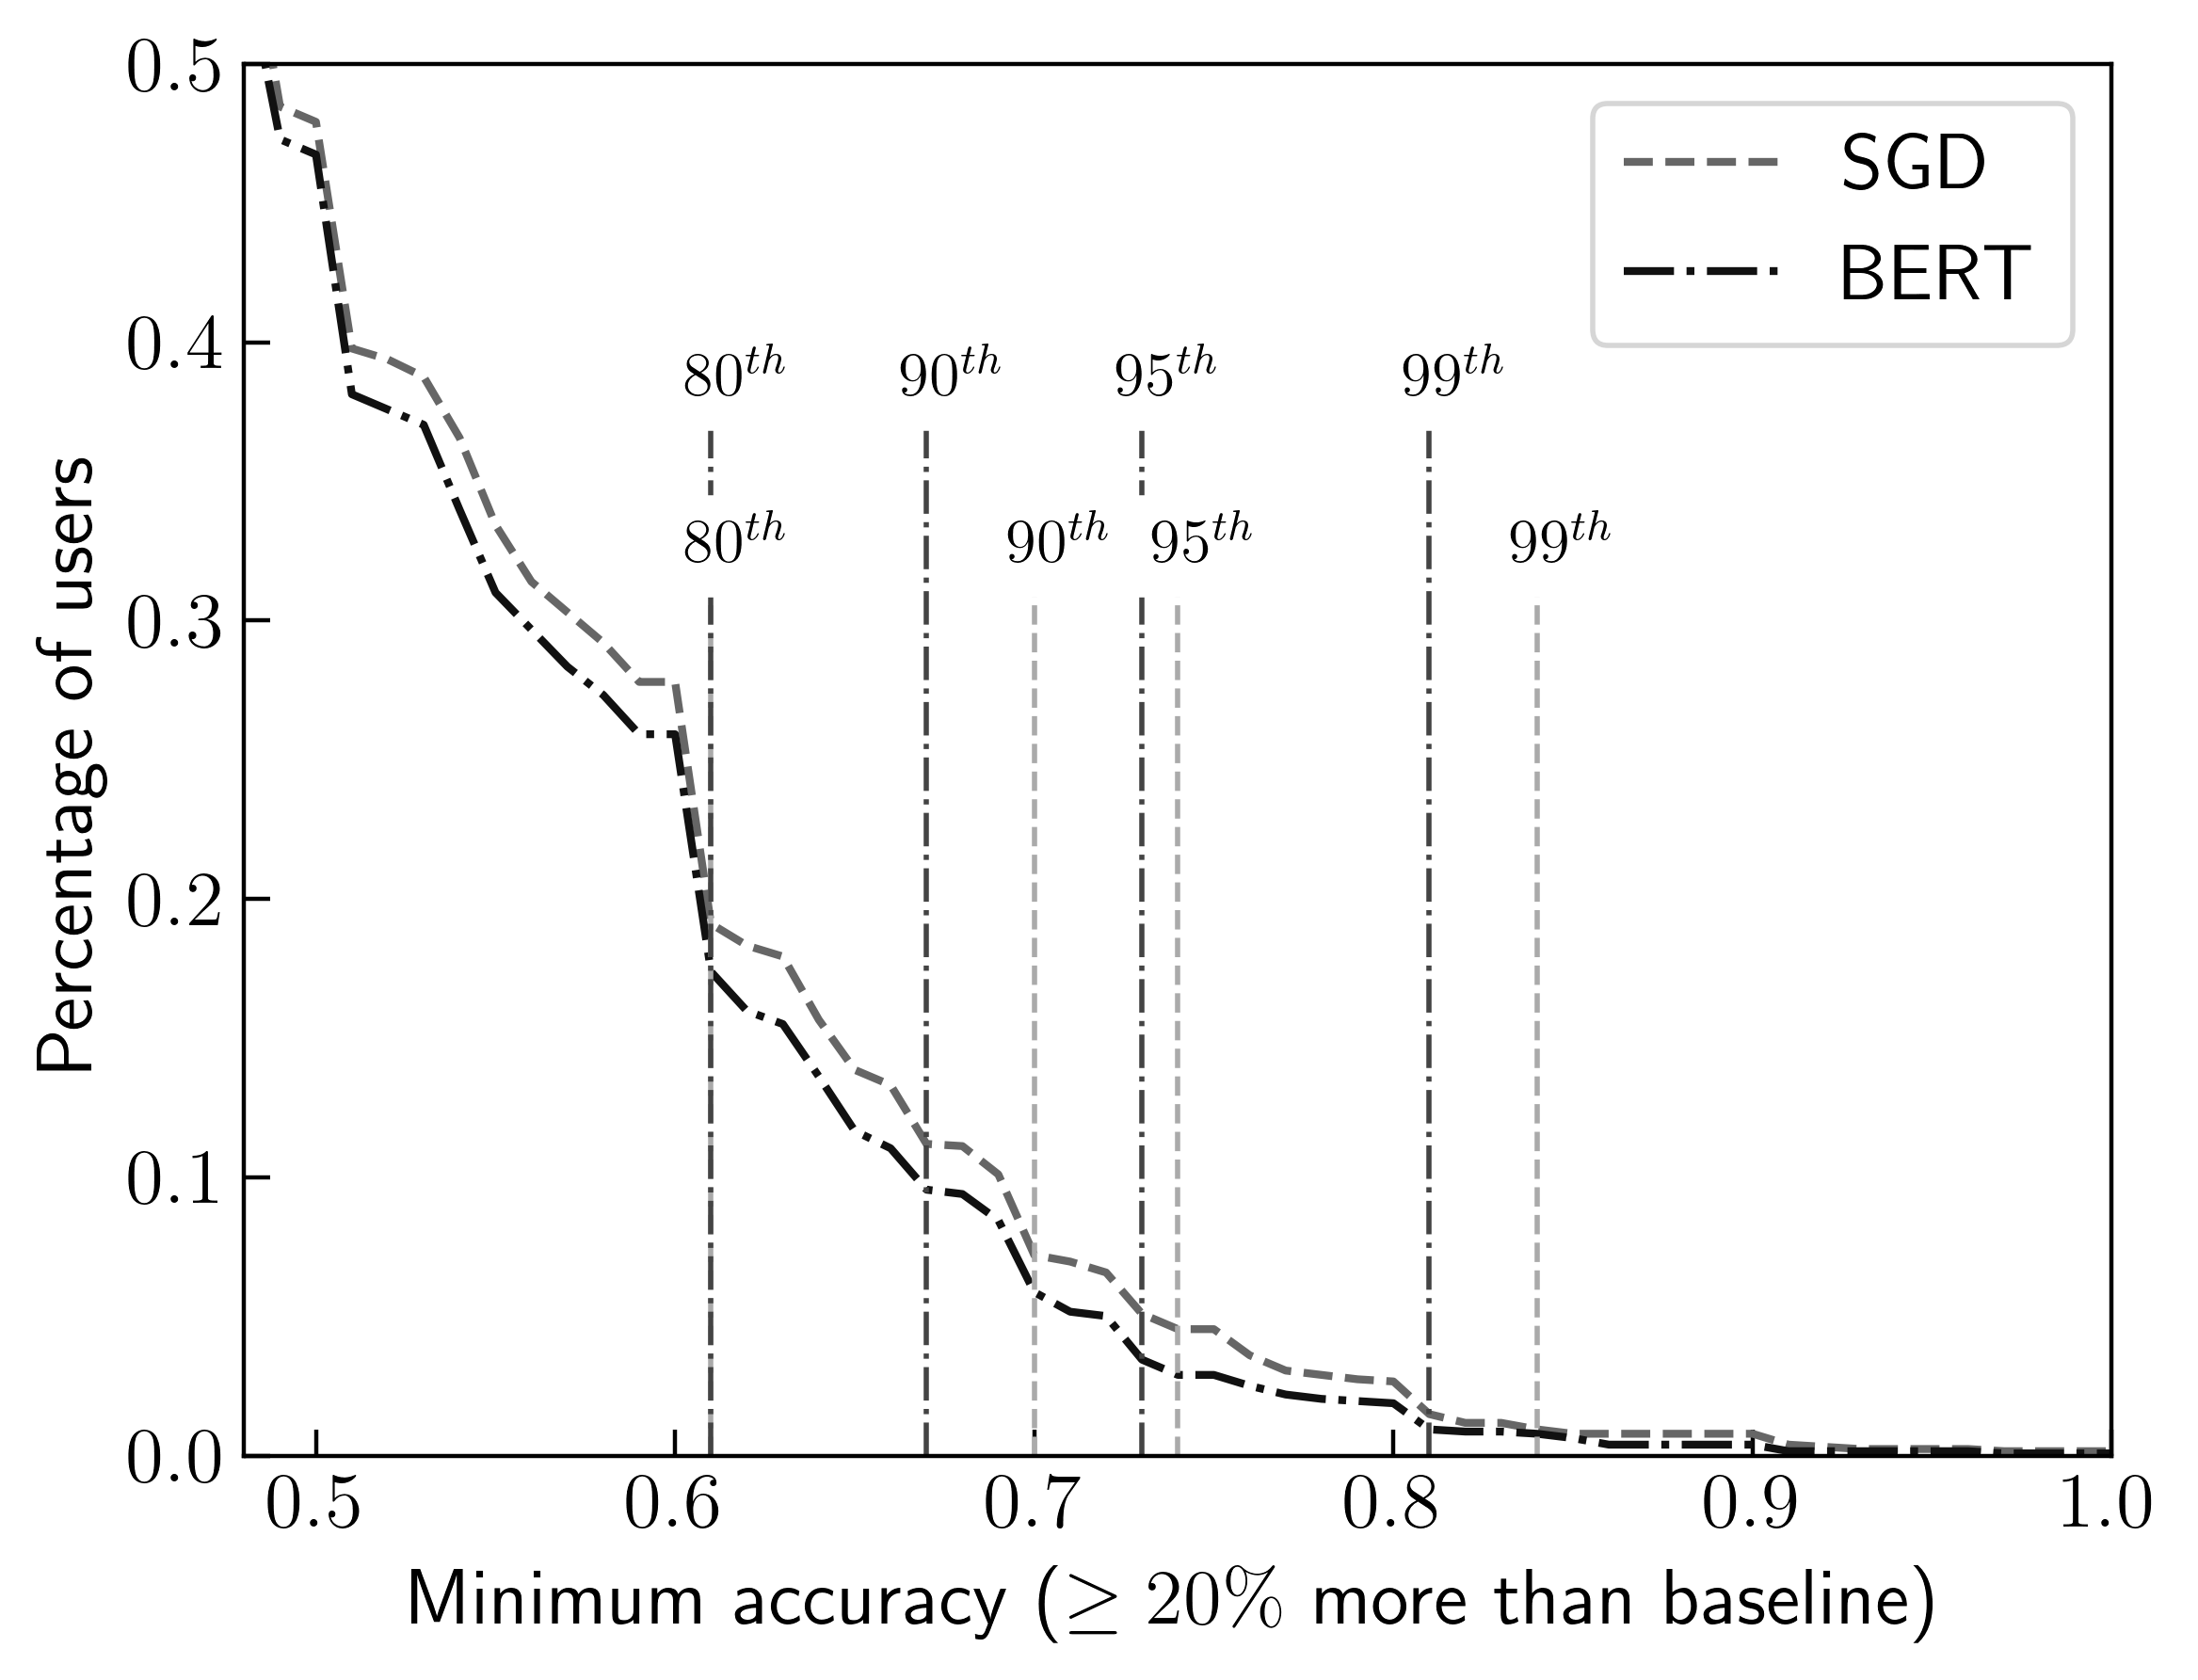 Percentage of users
0.5
0.4
0.3
0.2
0.1
0.0
SGD
BERT
80th 90th 95th 99th
80th 90th 95th 99th
0.5 0.6 0.7 0.8 0.9 1.0
Minimum accuracy (≥ 20% more than baseline)